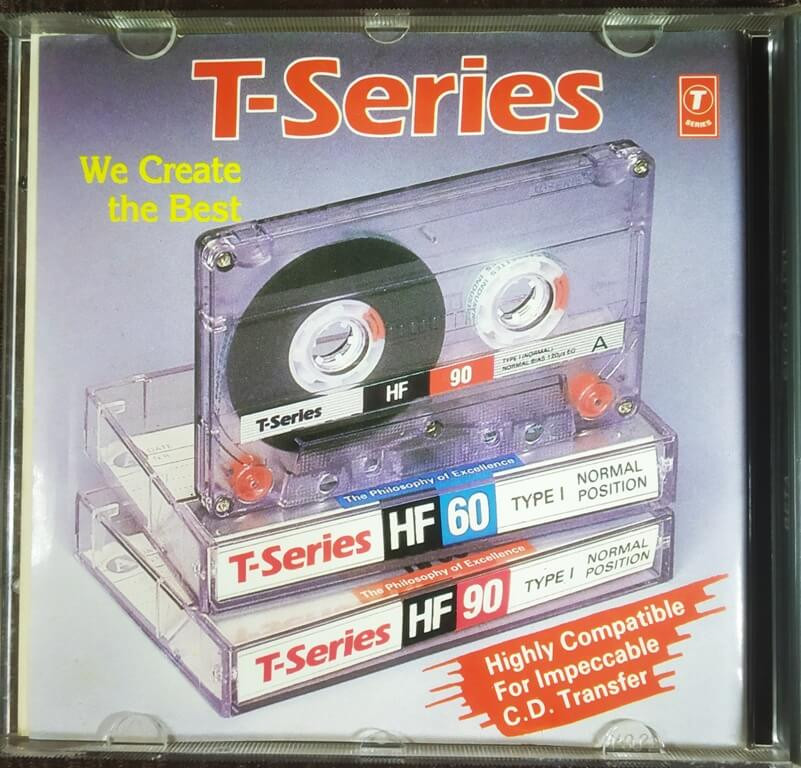 T-Series
T
SERIES
We Create
the Best
A
TYPE I (NORMAL)
NORMAL BIAS 120µs EQ
T-Series HF 90
The Philosophy of Excellence
T-Series HF 60 TYPE I NORMAL
POSITION
The Philosophy of Excellence
T-Series HF 90 TYPE I NORMAL
POSITION
DATE
N.R.
A
Highly Compatible
For Impeccable
C.D. Transfer